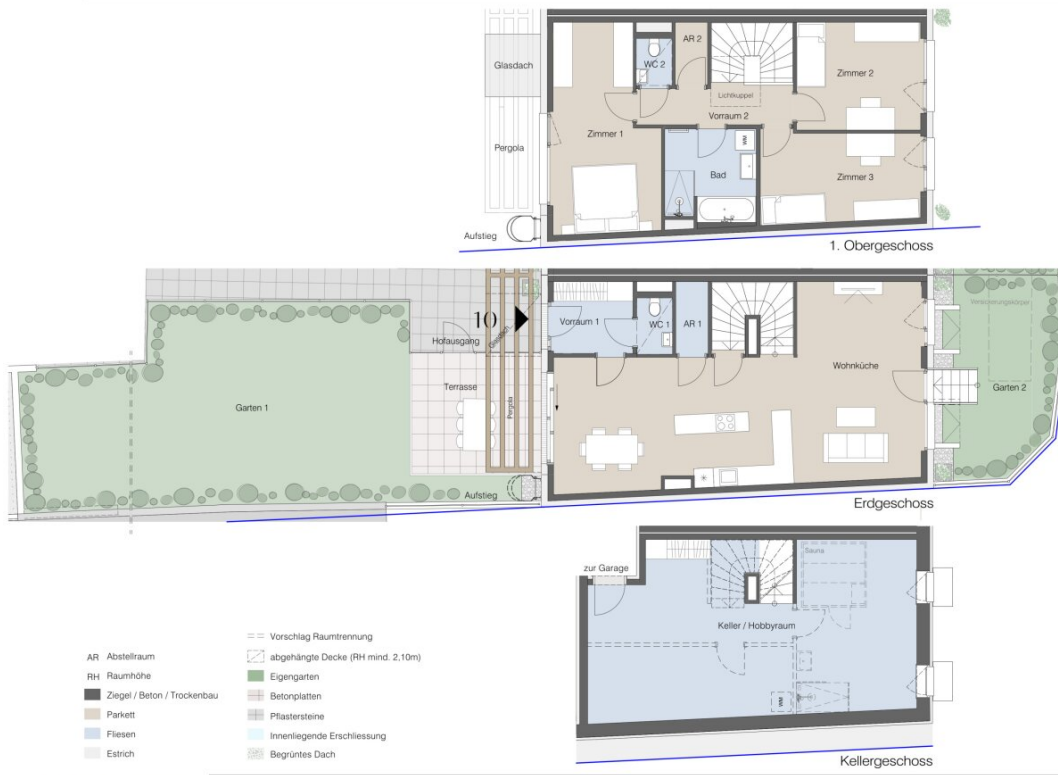 Glasdach
WC 2
AR 2
Zimmer 2
Lichtkuppel
Vorraum 2
Pergola
Zimmer 1
WM
Bad
Zimmer 3
Aufstieg
1. Obergeschoss
10
Vorraum 1
WC 1
AR 1
Hofausgang
Glasdach
Wohnküche
Terrasse
Pergola
Garten 1
Garten 2
Aufstieg
Erdgeschoss
Sauna
zur Garage
Keller / Hobbyraum
WM
Kellergeschoss
AR Abstellraum
RH Raumhöhe
Ziegel / Beton / Trockenbau
Parkett
Fliesen
Estrich
Vorschlag Raumtrennung
abgehängte Decke (RH mind. 2,10m)
Eigengarten
Betonplatten
Pflastersteine
Innenliegende Erschliessung
Begrüntes Dach